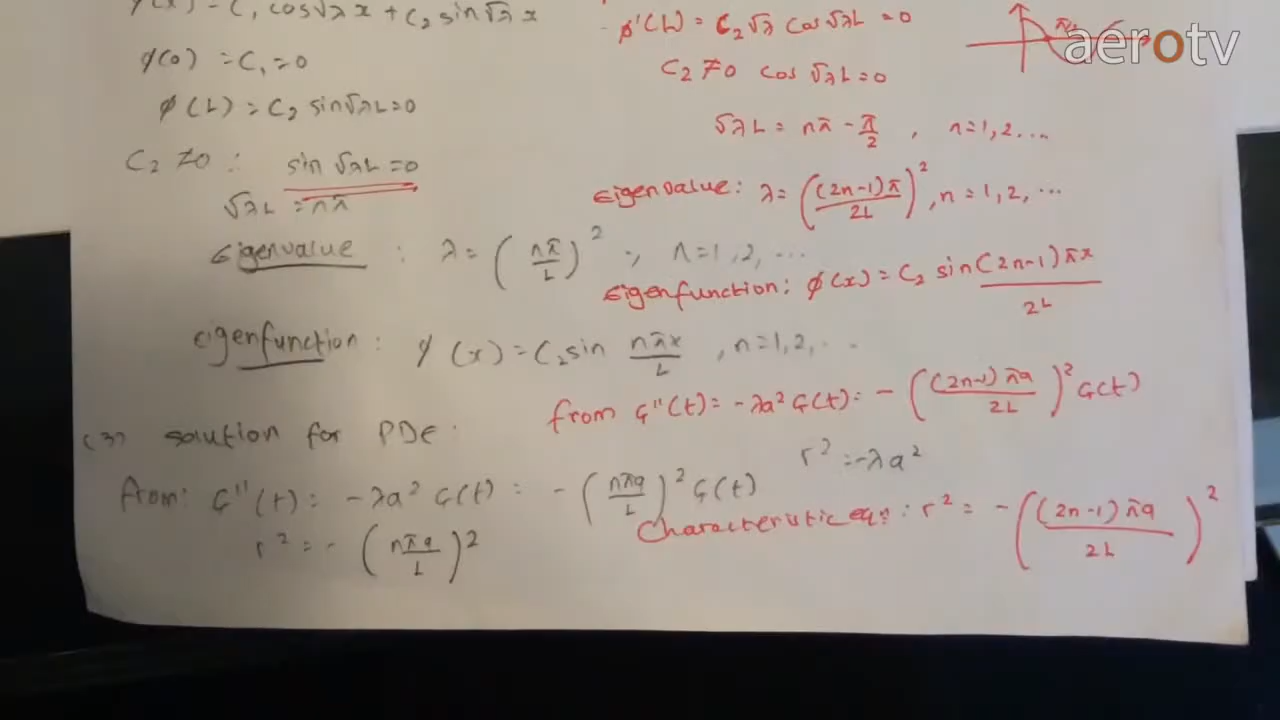 φ(x) = C₁ cos√λ x + C₂ sin√λ x
φ(0) = C₁ = 0
φ(L) = C₂ sin√λL = 0
C₂ ≠ 0 : sin √λL = 0
√λL = nπ
Eigenvalue : λ = (nπ/L)² ; n = 1, 2, ...
Eigenfunction : φ(x) = C₂ sin nπx/L , n = 1, 2, ...
(3) Solution for PDE.
from: G''(t) = -λa² G(t) = -(nπa/L)² G(t)
r² = -(nπa/L)²
φ'(L) = C₂√λ cos√λL = 0
C₂ ≠ 0 cos √λL = 0
√λL = nπ - π/2 , n = 1, 2 ...
Eigenvalue: λ = ((2n-1)π/2L)², n = 1, 2, ...
Eigenfunction: φ(x) = C₂ sin (2n-1)πx/2L
from G''(t) = -λa² G(t) = -((2n-1)πa/2L)² G(t)
r² = -λa²
Characteristic eqn: r² = -((2n-1)πa/2L)²
aerotv